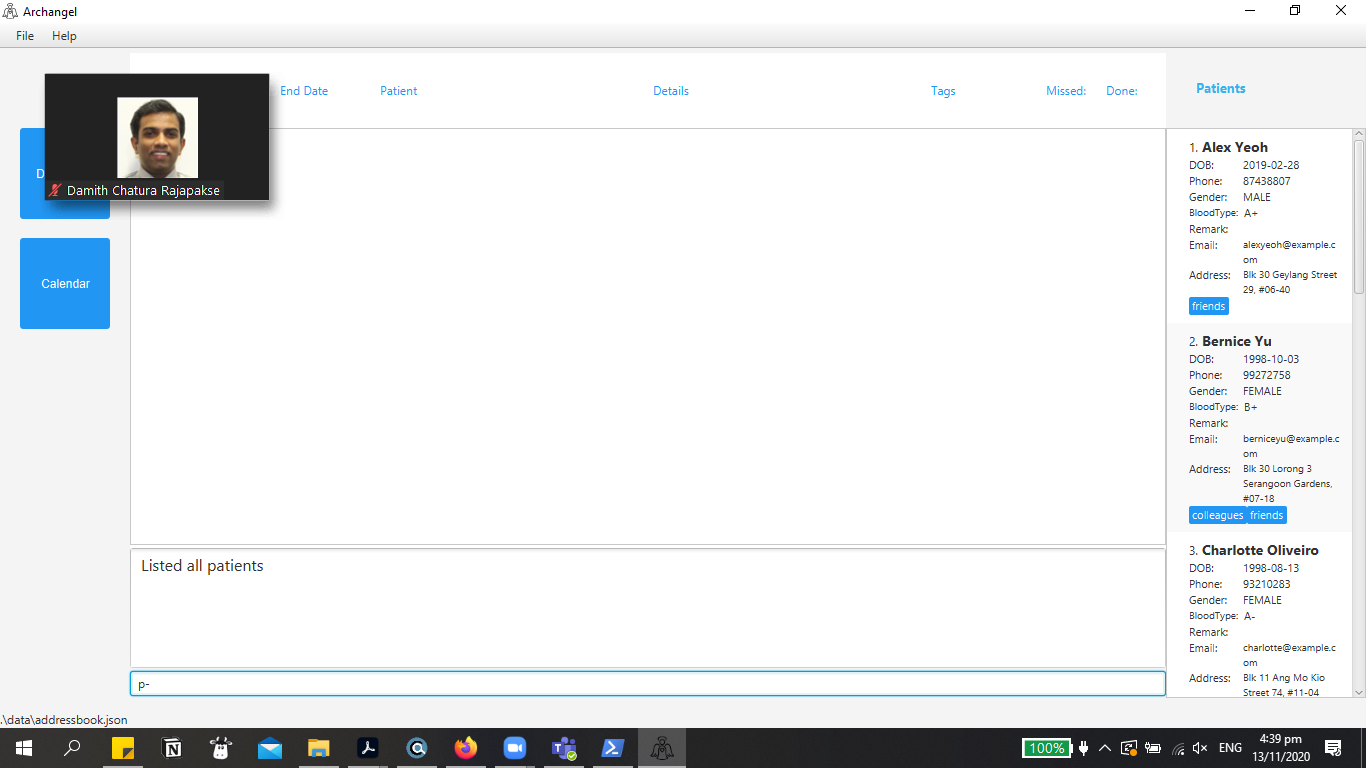 Archangel
File Help
End Date Patient Details Tags Missed: Done: Patients
Damith Chatura Rajapakse
Calendar
1. Alex Yeoh
DOB: 2019-02-28
Phone: 87438807
Gender: MALE
BloodType: A+
Remark:
Email: alexyeoh@example.c
om
Address: Blk 30 Geylang Street
29, #06-40
friends
2. Bernice Yu
DOB: 1998-10-03
Phone: 99272758
Gender: FEMALE
BloodType: B+
Remark:
Email: berniceyu@example.c
om
Address: Blk 30 Lorong 3
Serangoon Gardens,
#07-18
colleagues friends
3. Charlotte Oliveiro
DOB: 1998-08-13
Phone: 93210283
Gender: FEMALE
BloodType: A-
Remark:
Email: charlotte@example.c
om
Address: Blk 11 Ang Mo Kio
Street 74, #11-04
Listed all patients
p-
.\data\addressbook.json
100% ENG 4:39 pm
13/11/2020